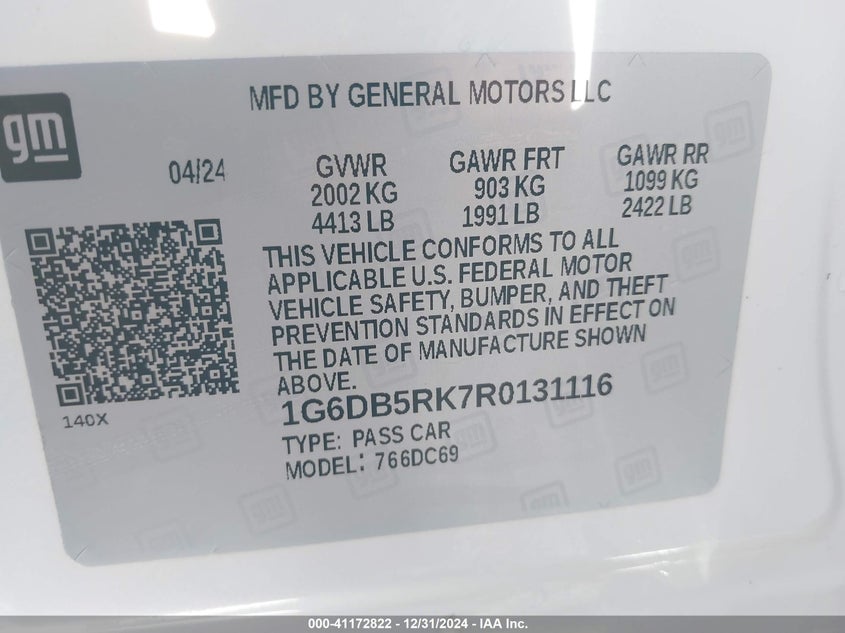 MFD BY GENERAL MOTORS LLC
gm
04/24
GVWR
2002 KG
4413 LB
GAWR FRT
903 KG
1991 LB
GAWR RR
1099 KG
2422 LB
THIS VEHICLE CONFORMS TO ALL
APPLICABLE U.S. FEDERAL MOTOR
VEHICLE SAFETY, BUMPER, AND THEFT
PREVENTION STANDARDS IN EFFECT ON
THE DATE OF MANUFACTURE SHOWN
ABOVE.
140X
1G6DB5RK7R0131116
TYPE: PASS CAR
MODEL: 766DC69
000-41172822 - 12/31/2024 - IAA Inc.